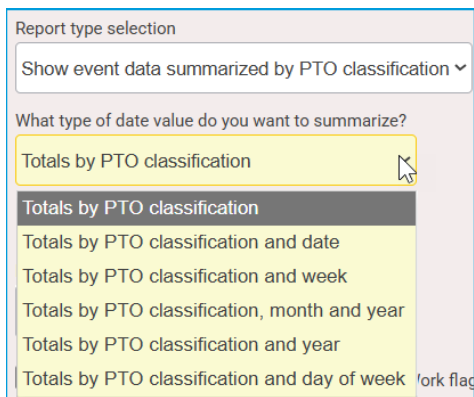 Report type selection
Show event data summarized by PTO classification
What type of date value do you want to summarize?
Totals by PTO classification
Totals by PTO classification
Totals by PTO classification and date
Totals by PTO classification and week
Totals by PTO classification, month and year
Totals by PTO classification and year
Totals by PTO classification and day of week